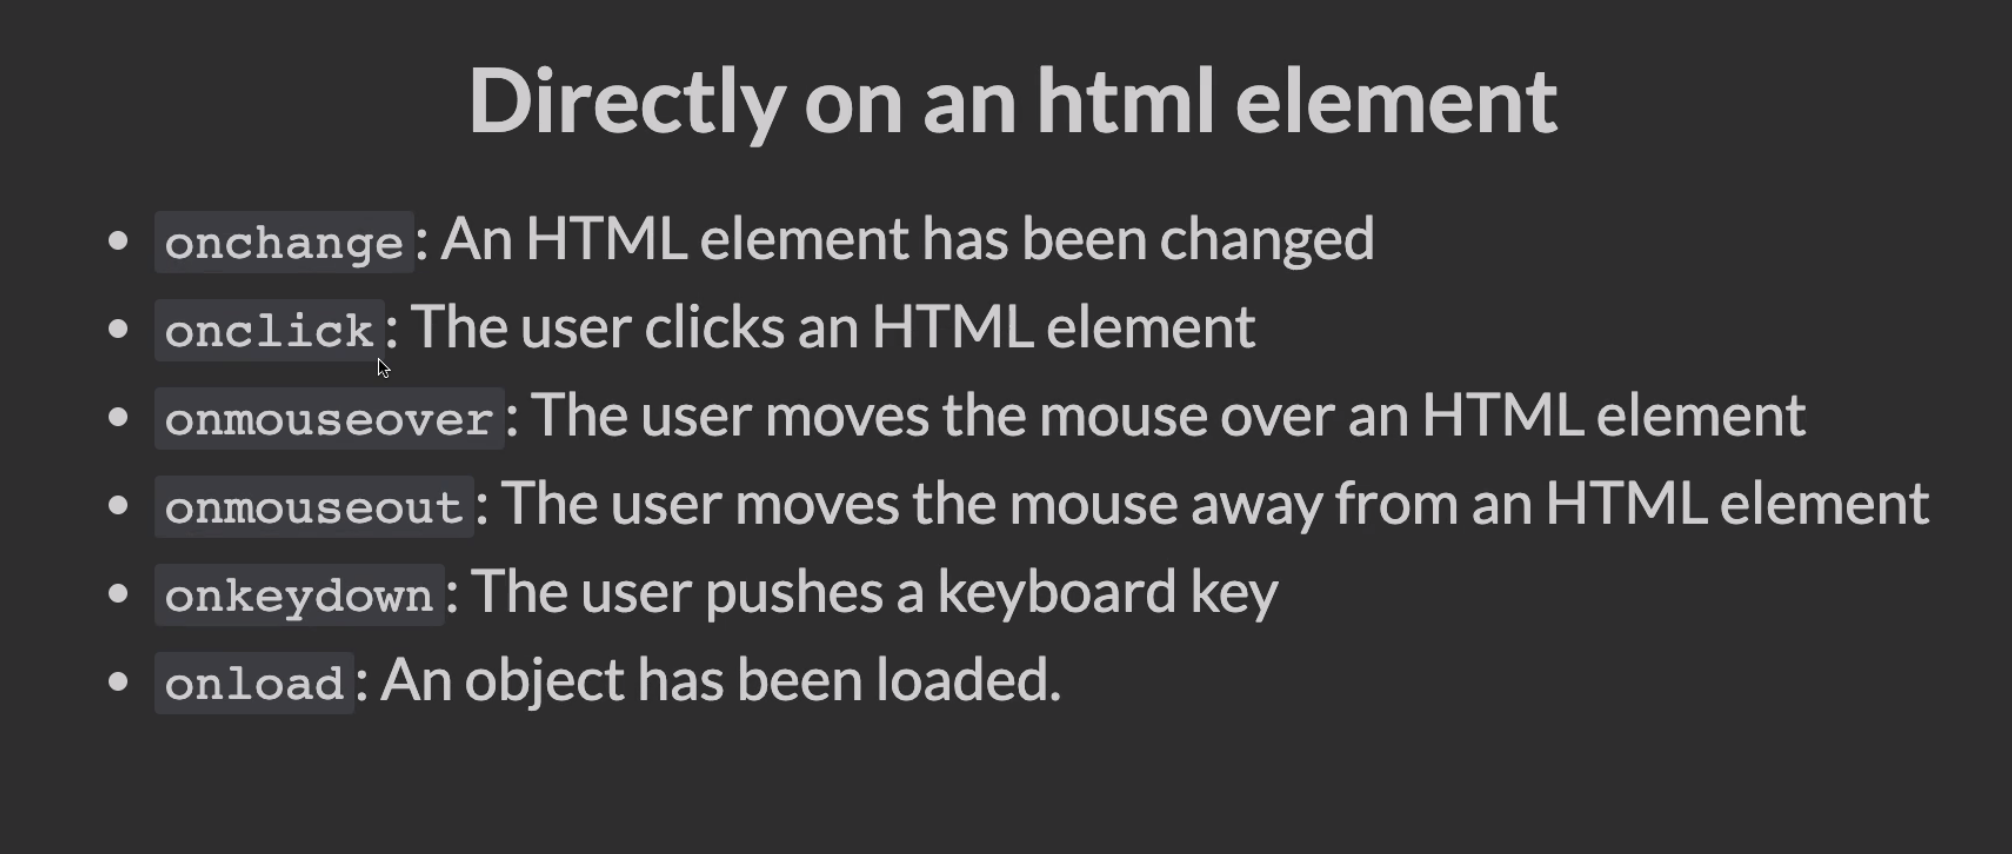 Directly on an html element
onchange: An HTML element has been changed
onclick: The user clicks an HTML element
onmouseover: The user moves the mouse over an HTML element
onmouseout: The user moves the mouse away from an HTML element
onkeydown: The user pushes a keyboard key
onload: An object has been loaded.